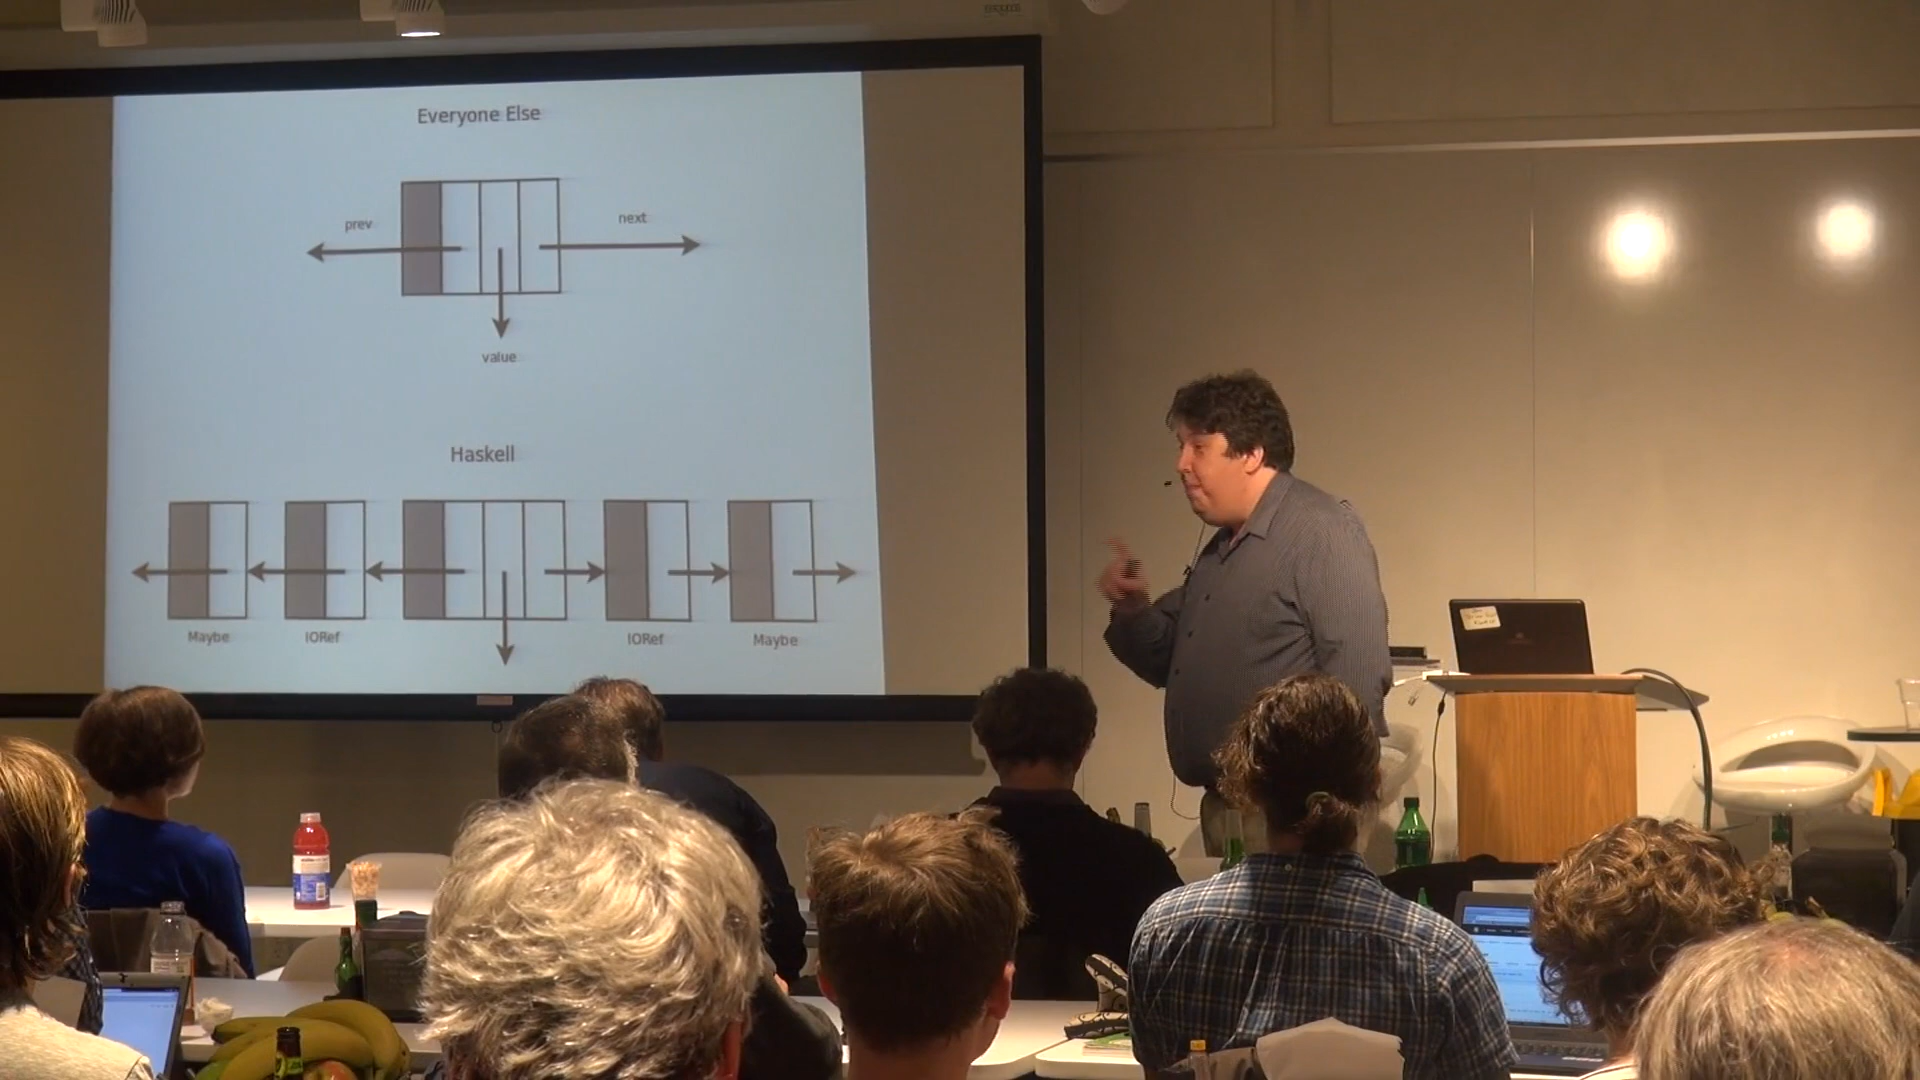 Everyone Else
prev
next
value
Haskell
Maybe
IORef
IORef
Maybe